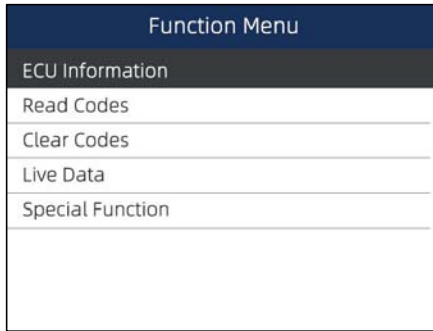 Function Menu
ECU Information
Read Codes
Clear Codes
Live Data
Special Function